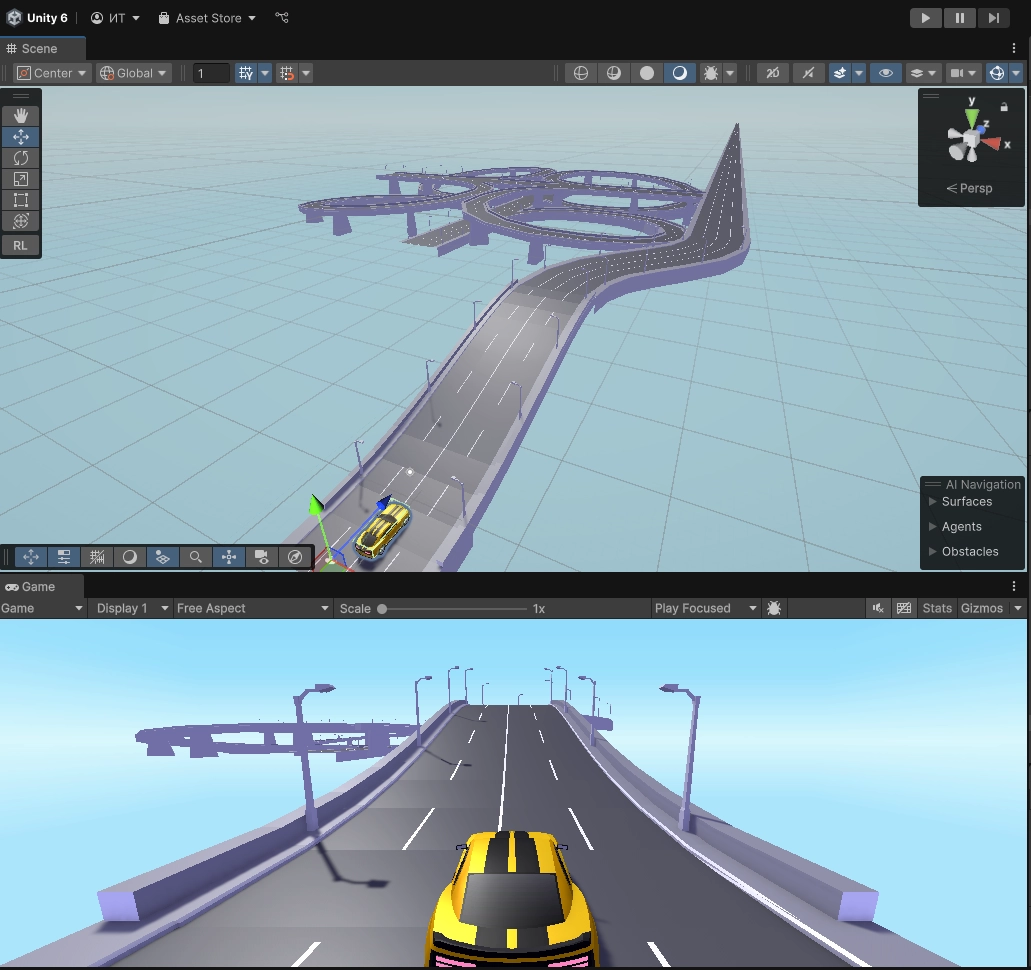 Unity 6 ИТ Asset Store
Scene
Center Global 1 2D
y
z
x
Persp
RL
AI Navigation
Surfaces
Agents
Obstacles
Game
Game Display 1 Free Aspect Scale 1x Play Focused Stats Gizmos